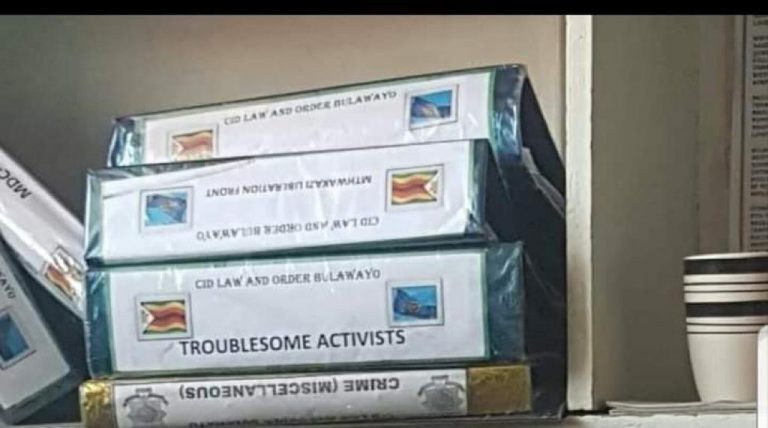 CID LAW AND ORDER BULAWAYO
MTHWAKAZI LIBERATION FRONT
CID LAW AND ORDER BULAWAYO
CID LAW AND ORDER BULAWAYO
TROUBLESOME ACTIVISTS
CRIME (MISCELLANEOUS)
MDC